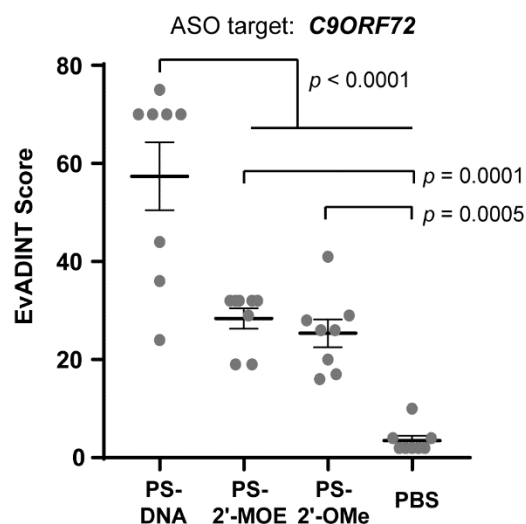 ASO target: C9ORF72
80
p < 0.0001
60
p = 0.0001
p = 0.0005
EvADINT Score
40
20
0
PS-
DNA
PS-
2'-MOE
PS-
2'-OMe
PBS